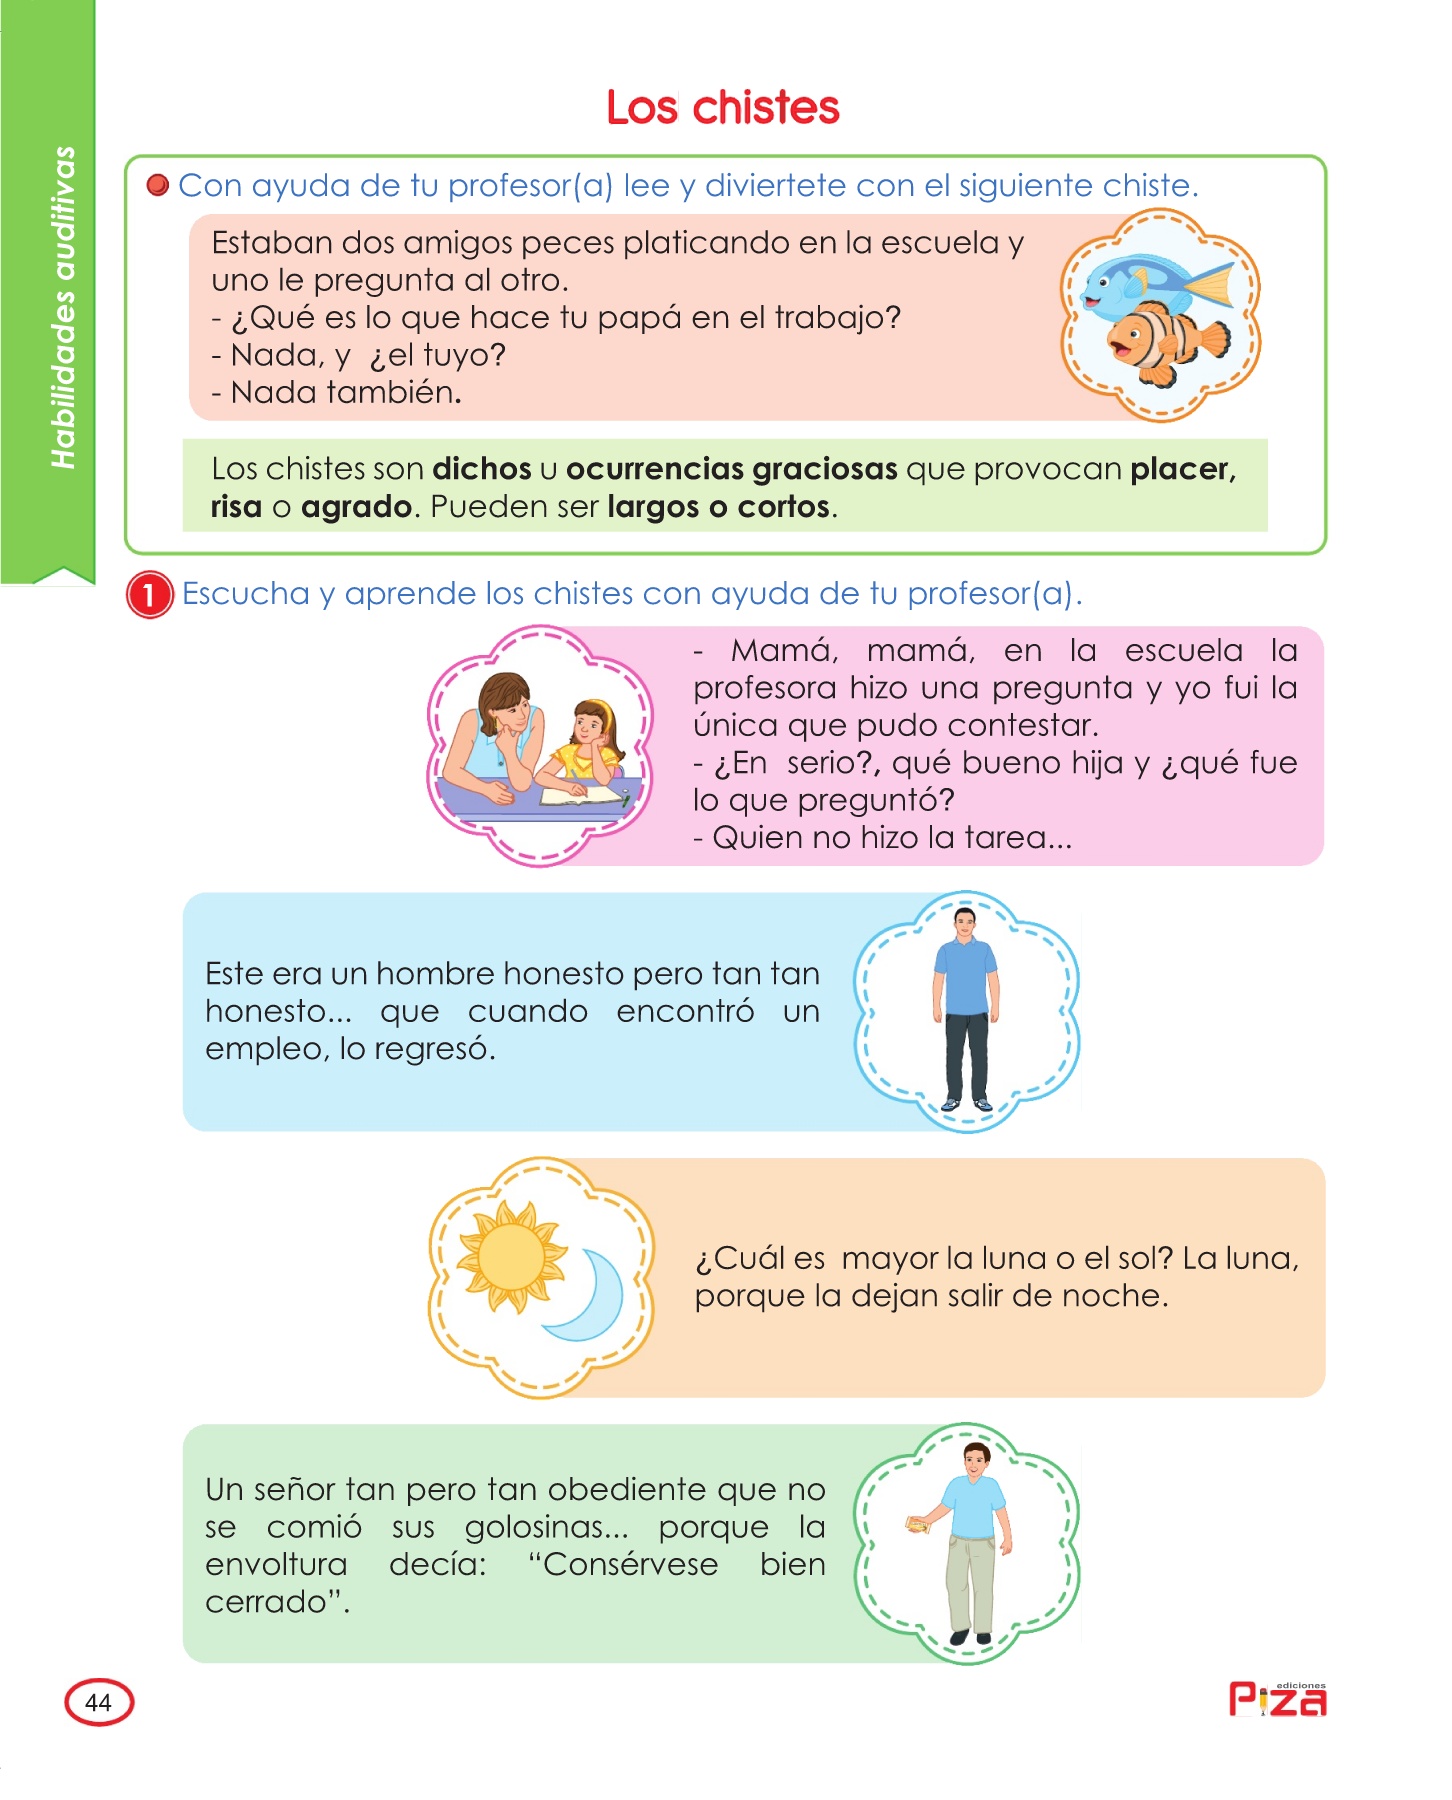 Habilidades auditivas
Los chistes
Con ayuda de tu profesor(a) lee y diviertete con el siguiente chiste.
Estaban dos amigos peces platicando en la escuela y
uno le pregunta al otro.
- ¿Qué es lo que hace tu papá en el trabajo?
- Nada, y ¿el tuyo?
- Nada también.
Los chistes son dichos u ocurrencias graciosas que provocan placer,
risa o agrado. Pueden ser largos o cortos.
1 Escucha y aprende los chistes con ayuda de tu profesor(a).
- Mamá, mamá, en la escuela la
profesora hizo una pregunta y yo fui la
única que pudo contestar.
- ¿En serio?, qué bueno hija y ¿qué fue
lo que preguntó?
- Quien no hizo la tarea...
Este era un hombre honesto pero tan tan
honesto... que cuando encontró un
empleo, lo regresó.
¿Cuál es mayor la luna o el sol? La luna,
porque la dejan salir de noche.
Un señor tan pero tan obediente que no
se comió sus golosinas... porque la
envoltura decía: “Consérvese bien
cerrado”.
44
ediciones
Piza